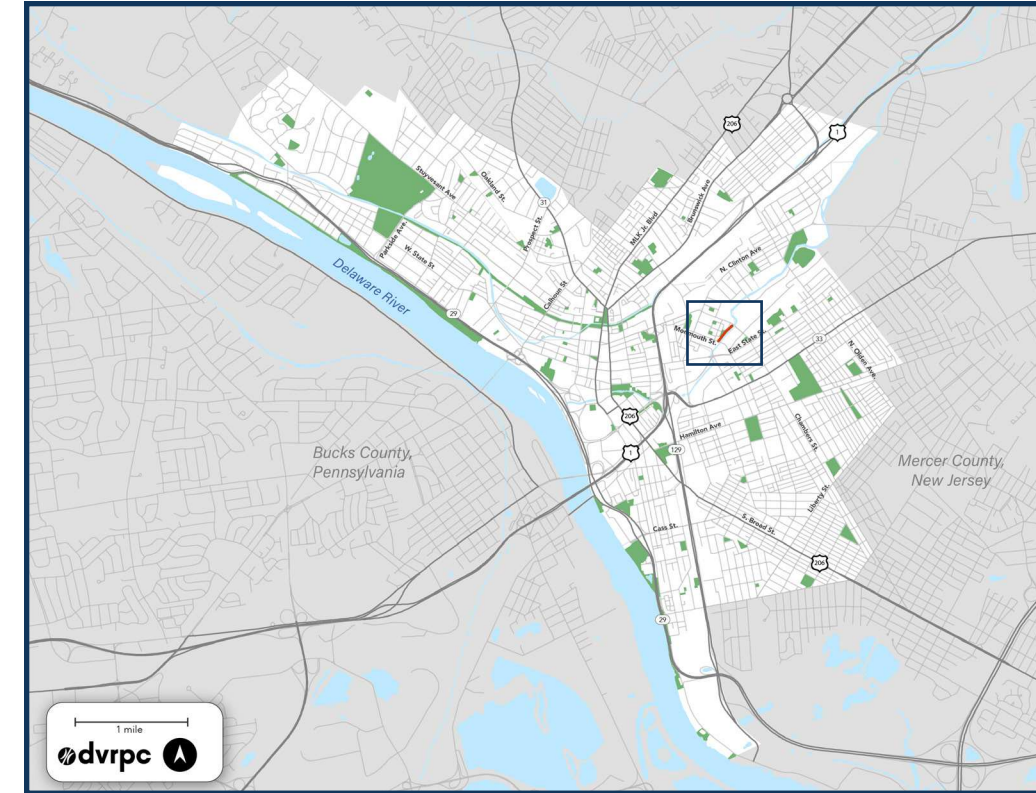 206
1
Stuyvesant Ave
Oakland St.
31
Prospect St.
MLK Jr. Blvd
Brunswick Ave
Parkside Ave.
W. State St.
N. Clinton Ave
Delaware River
Calhoun St.
29
Monmouth St.
East State St.
33
N. Olden Ave.
206
Hamilton Ave
Chambers St.
129
1
Bucks County,
Pennsylvania
Mercer County,
New Jersey
Liberty St.
Cass St.
S. Broad St.
206
29
1 mile
dvrpc